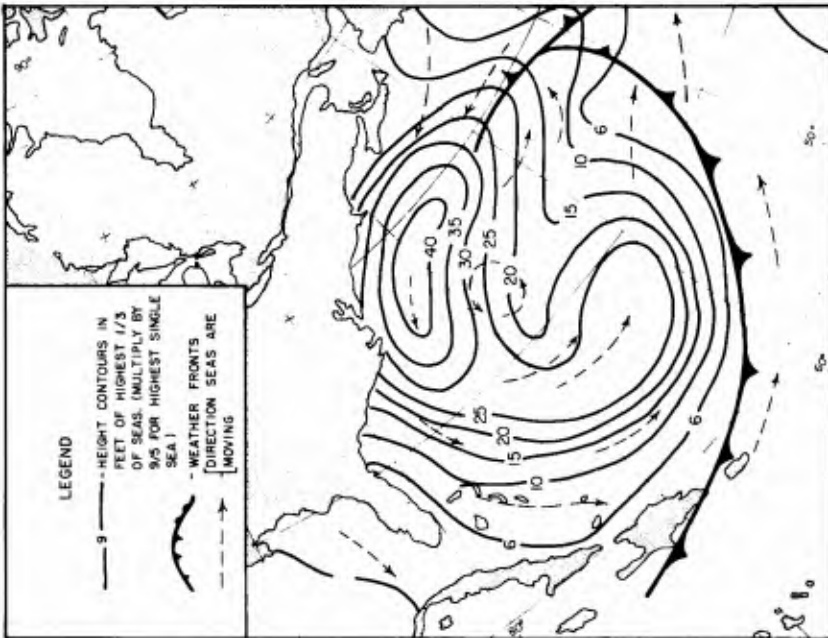 LEGEND
9 - HEIGHT CONTOURS IN
FEET OF HIGHEST 1/3
OF SEAS. (MULTIPLY BY
9/5 FOR HIGHEST SINGLE
SEA)
- WEATHER FRONTS
[DIRECTION SEAS ARE
[MOVING
40
35
30
25
20
15
10
6
25
20
15
10
6
6
50°